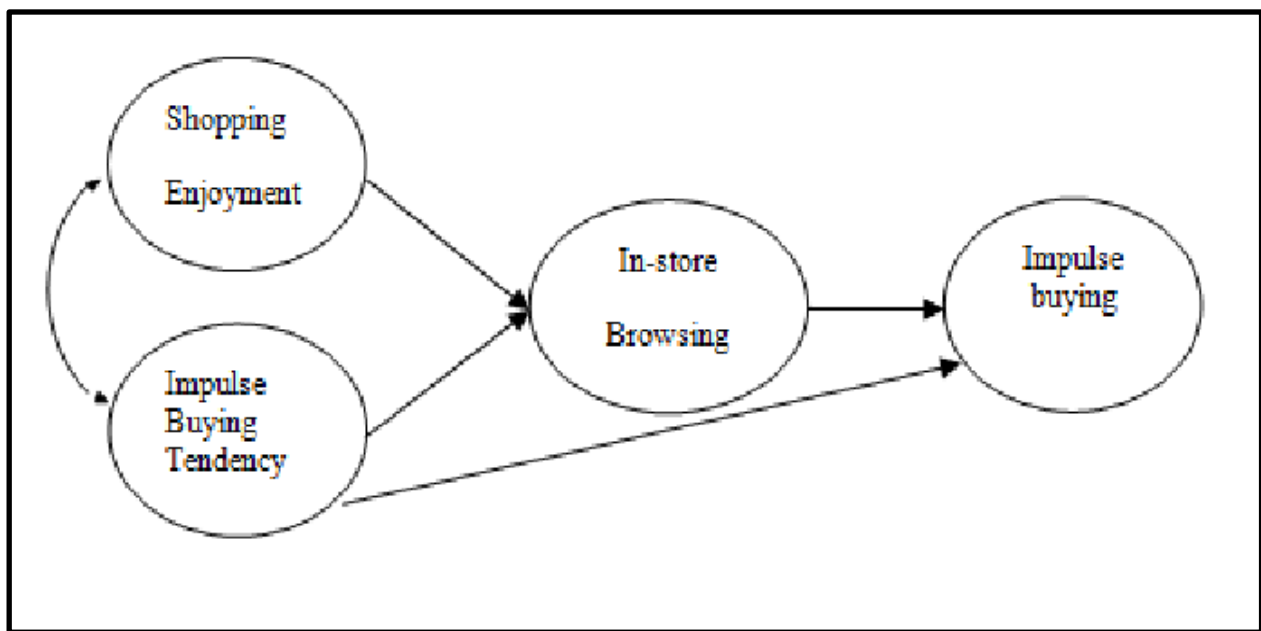 Shopping
Enjoyment
In-store
Browsing
Impulse
buying
Impulse
Buying
Tendency